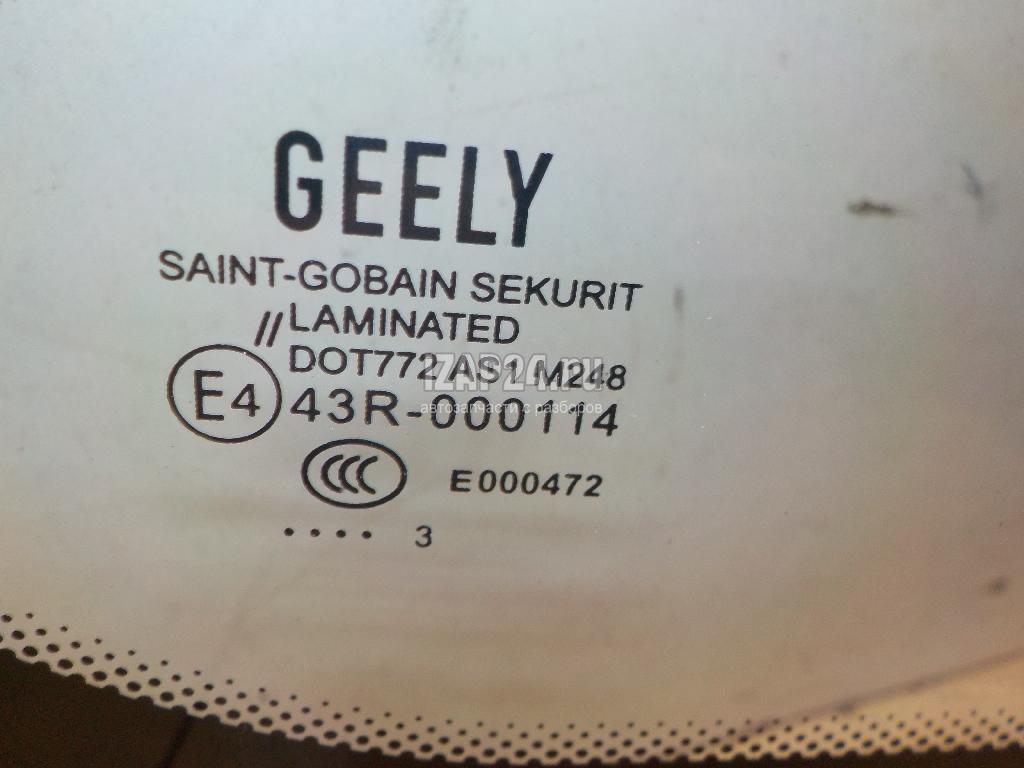 GEELY
SAINT-GOBAIN SEKURIT
//LAMINATED
DOT772 AS1 M248
IZAP24.ru
E4 43R-000114
автозапчасти с разборов
CCC E000472
.... 3